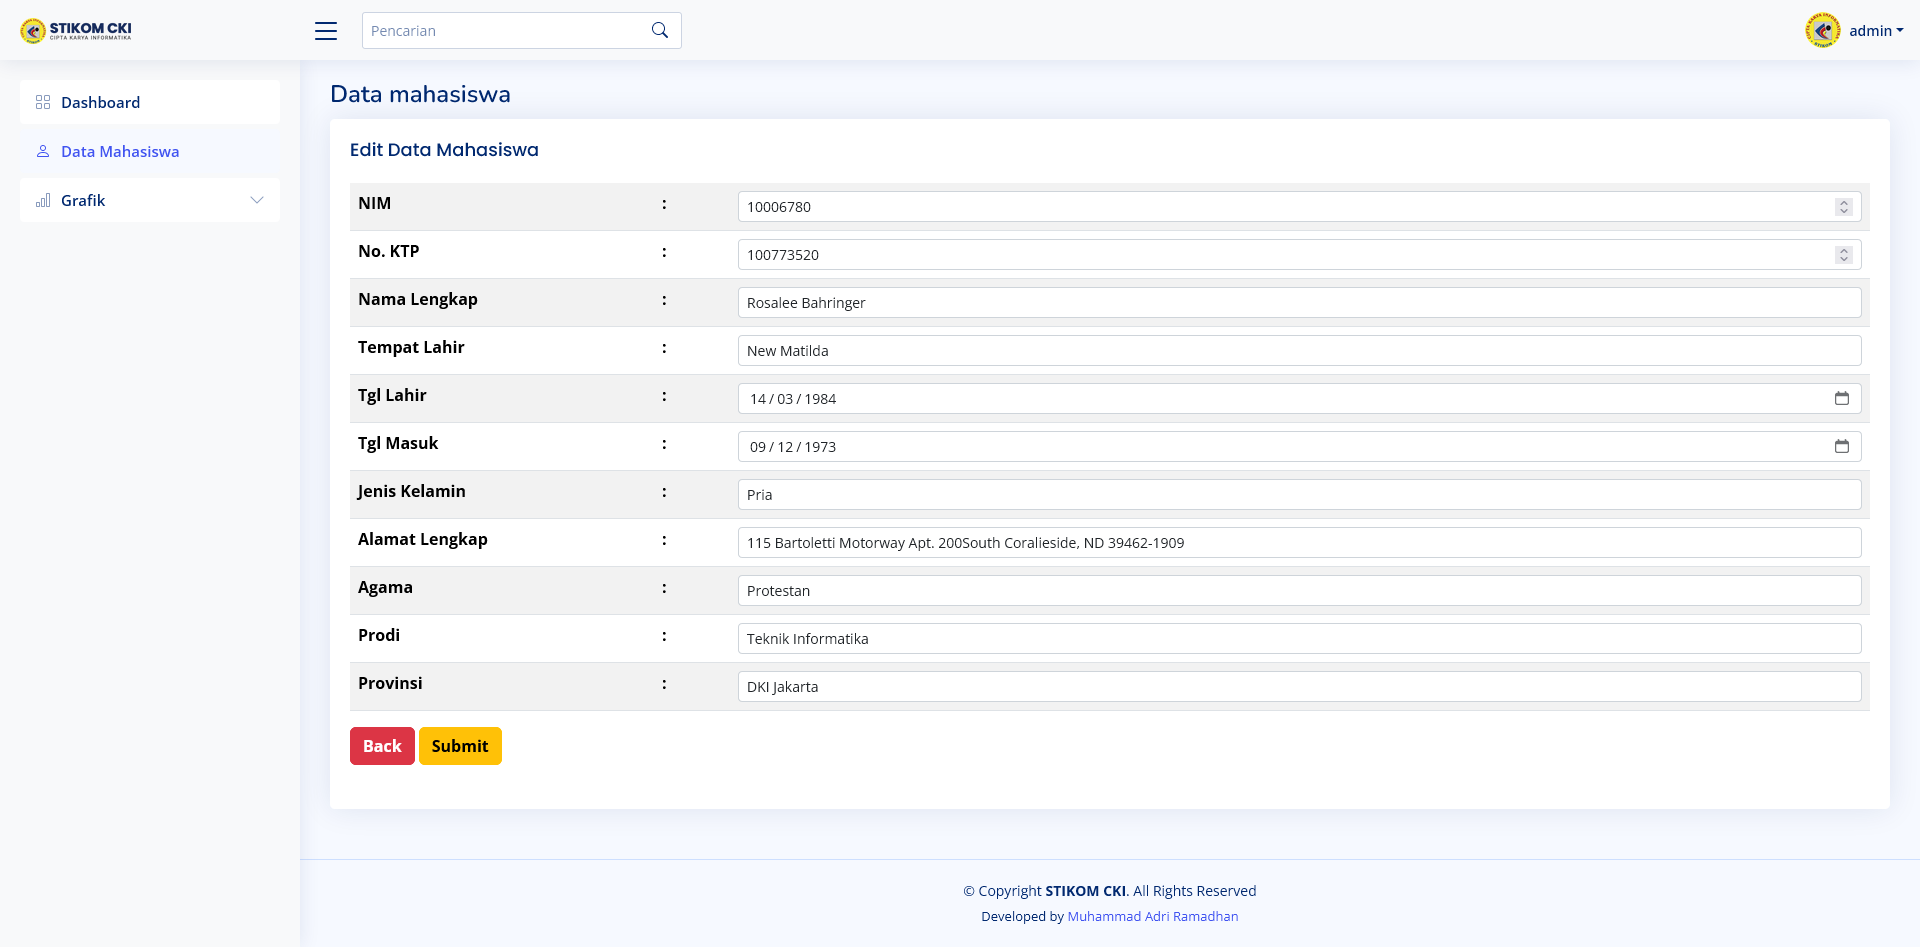 STIKOM CKI
CIPTA KARYA INFORMATIKA
Pencarian
admin
Dashboard
Data Mahasiswa
Grafik
Data mahasiswa
Edit Data Mahasiswa
NIM : 10006780
No. KTP : 100773520
Nama Lengkap : Rosalee Bahringer
Tempat Lahir : New Matilda
Tgl Lahir : 14 / 03 / 1984
Tgl Masuk : 09 / 12 / 1973
Jenis Kelamin : Pria
Alamat Lengkap : 115 Bartoletti Motorway Apt. 200South Coralieside, ND 39462-1909
Agama : Protestan
Prodi : Teknik Informatika
Provinsi : DKI Jakarta
Back Submit
© Copyright STIKOM CKI. All Rights Reserved
Developed by Muhammad Adri Ramadhan